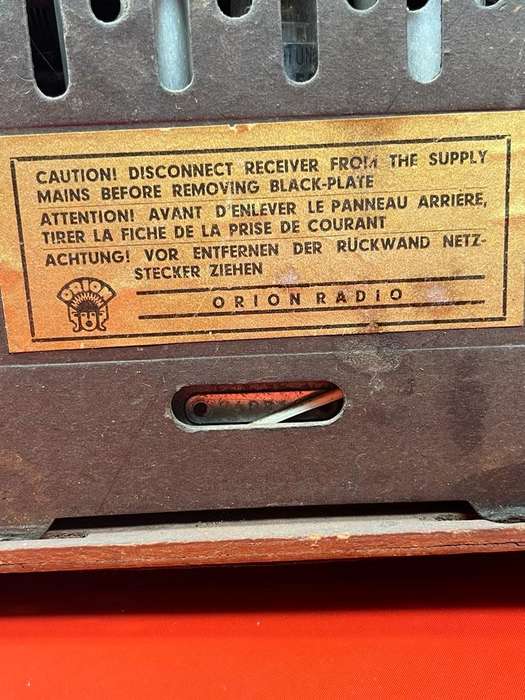 CAUTION! DISCONNECT RECEIVER FROM THE SUPPLY
MAINS BEFORE REMOVING BLACK-PLATE
ATTENTION! AVANT D'ENLEVER LE PANNEAU ARRIÈRE,
TIRER LA FICHE DE LA PRISE DE COURANT
ACHTUNG! VOR ENTFERNEN DER RÜCKWAND NETZ-
STECKER ZIEHEN
ORION
ORION RADIO